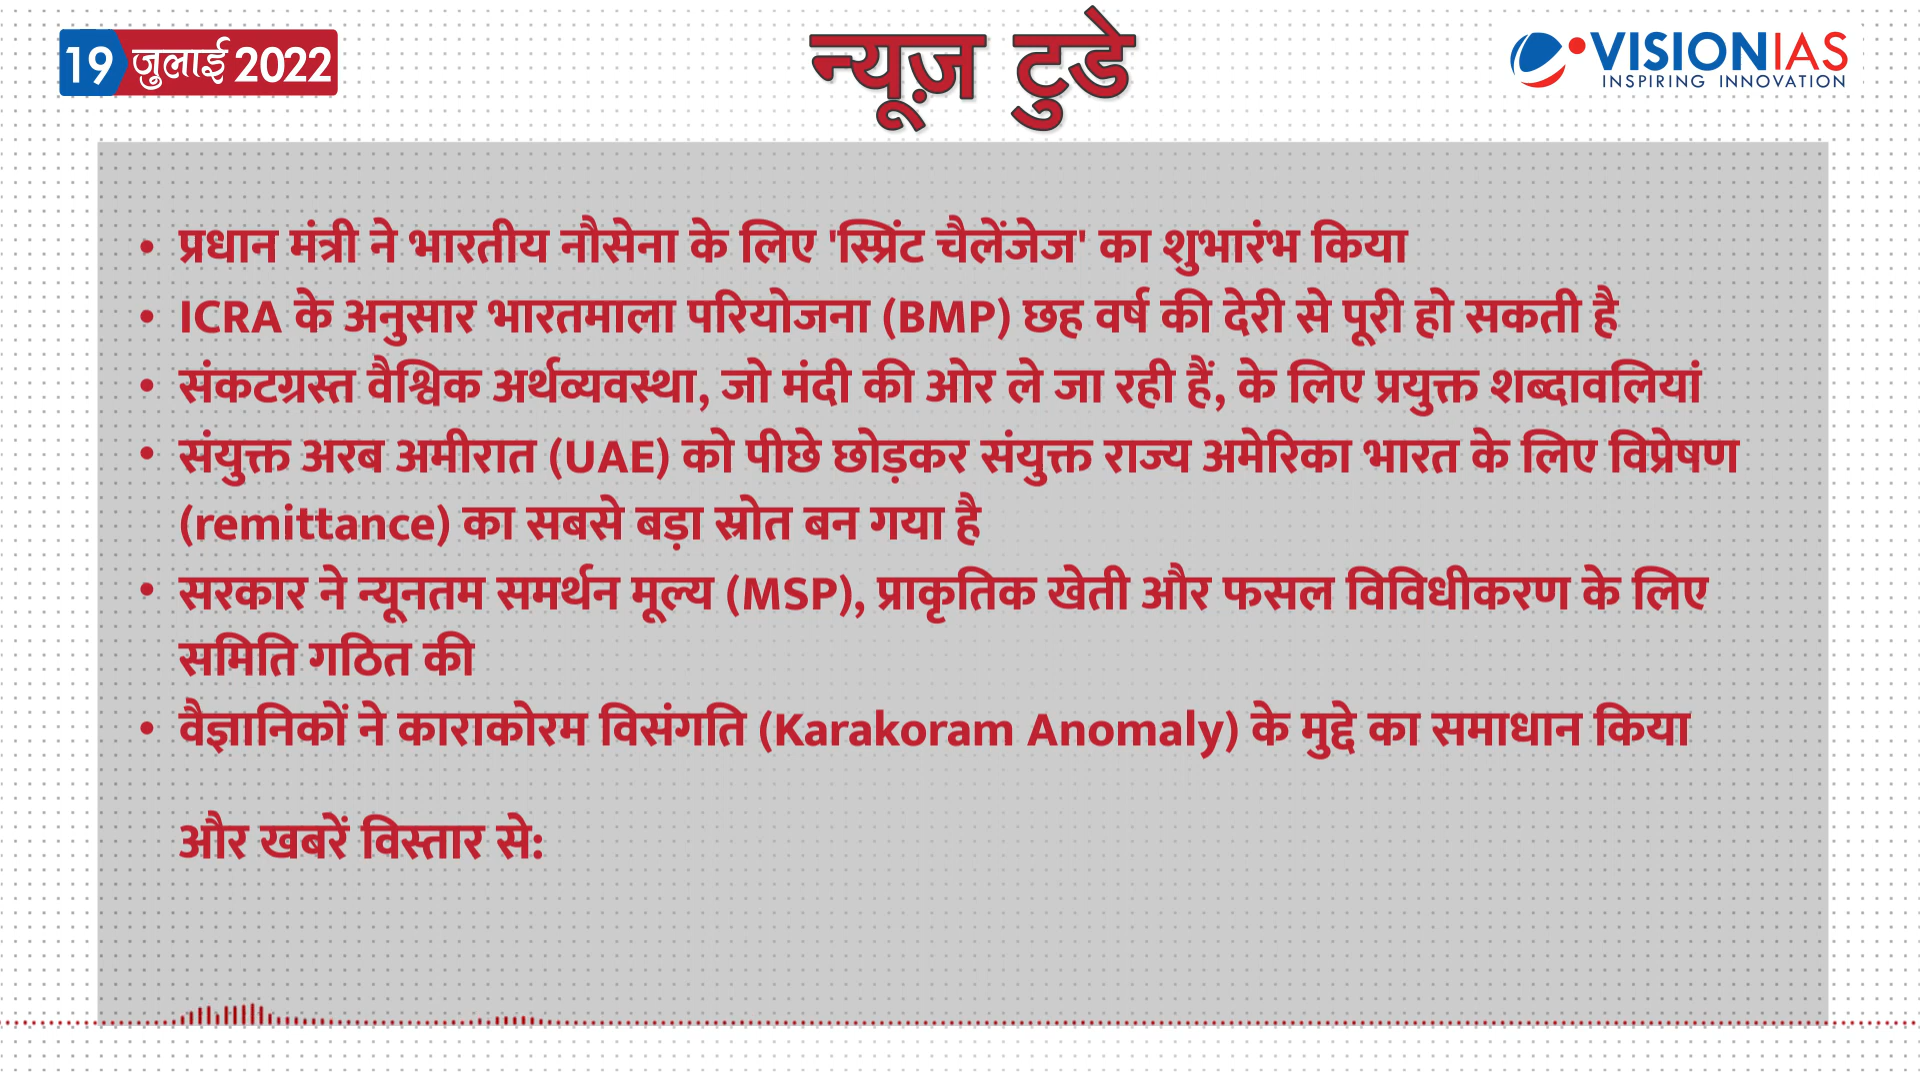 19 जुलाई 2022
न्यूज़ टुडे
VISIONIAS
INSPIRING INNOVATION
• प्रधान मंत्री ने भारतीय नौसेना के लिए 'स्प्रिंट चैलेंजेज' का शुभारंभ किया
• ICRA के अनुसार भारतमाला परियोजना (BMP) छह वर्ष की देरी से पूरी हो सकती है
• संकटग्रस्त वैश्विक अर्थव्यवस्था, जो मंदी की ओर ले जा रही हैं, के लिए प्रयुक्त शब्दावलियां
• संयुक्त अरब अमीरात (UAE) को पीछे छोड़कर संयुक्त राज्य अमेरिका भारत के लिए विप्रेषण
(remittance) का सबसे बड़ा स्रोत बन गया है
• सरकार ने न्यूनतम समर्थन मूल्य (MSP), प्राकृतिक खेती और फसल विविधीकरण के लिए
समिति गठित की
• वैज्ञानिकों ने काराकोरम विसंगति (Karakoram Anomaly) के मुद्दे का समाधान किया
और खबरें विस्तार से: